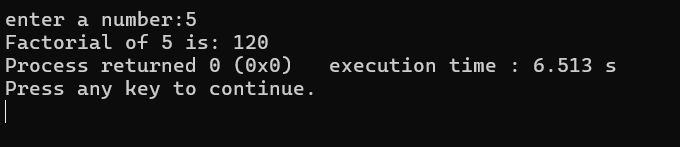 enter a number:5
Factorial of 5 is: 120
Process returned 0 (0x0)   execution time : 6.513 s
Press any key to continue.